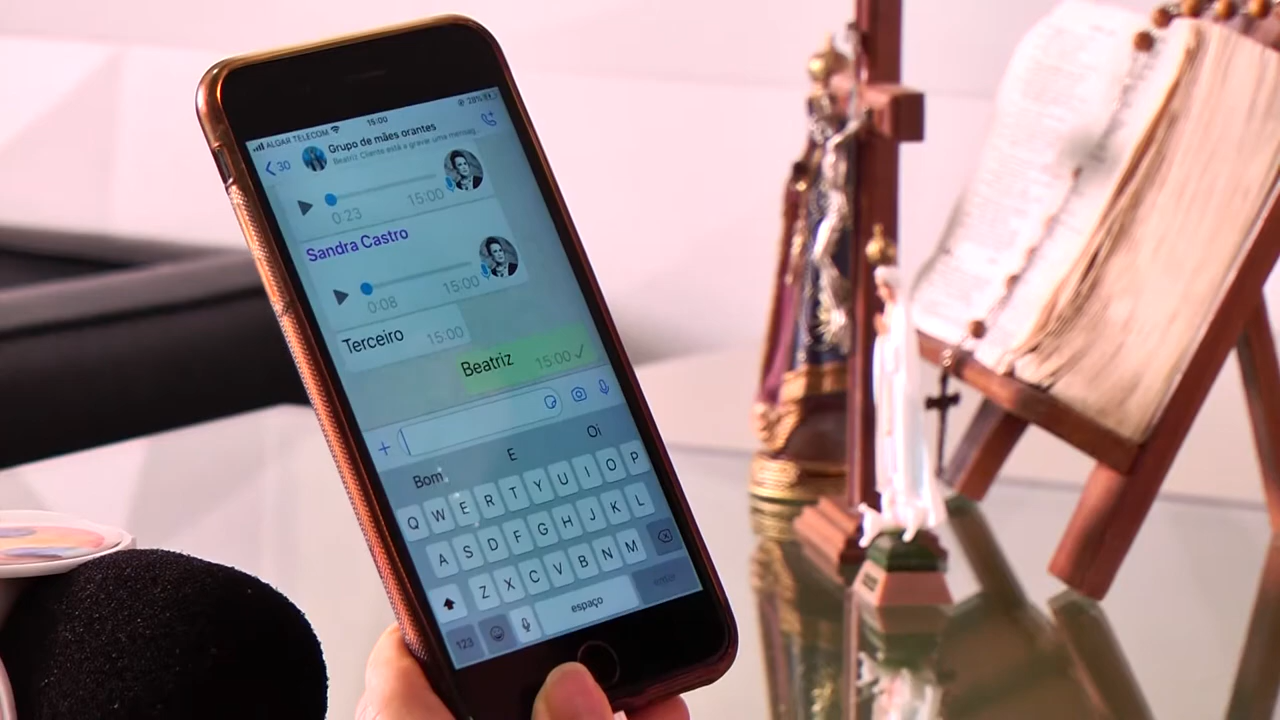 ALGAR TELECOM 15:00 28%
30 Grupo de mães orantes
Beatriz Cliente está a gravar uma mensag...
0:23 15:00
Sandra Castro
0:08 15:00
Terceiro 15:00
Beatriz 15:00
Bom E Oi
Q W E R T Y U I O P
A S D F G H J K L
Z X C V B N M
123 espaço